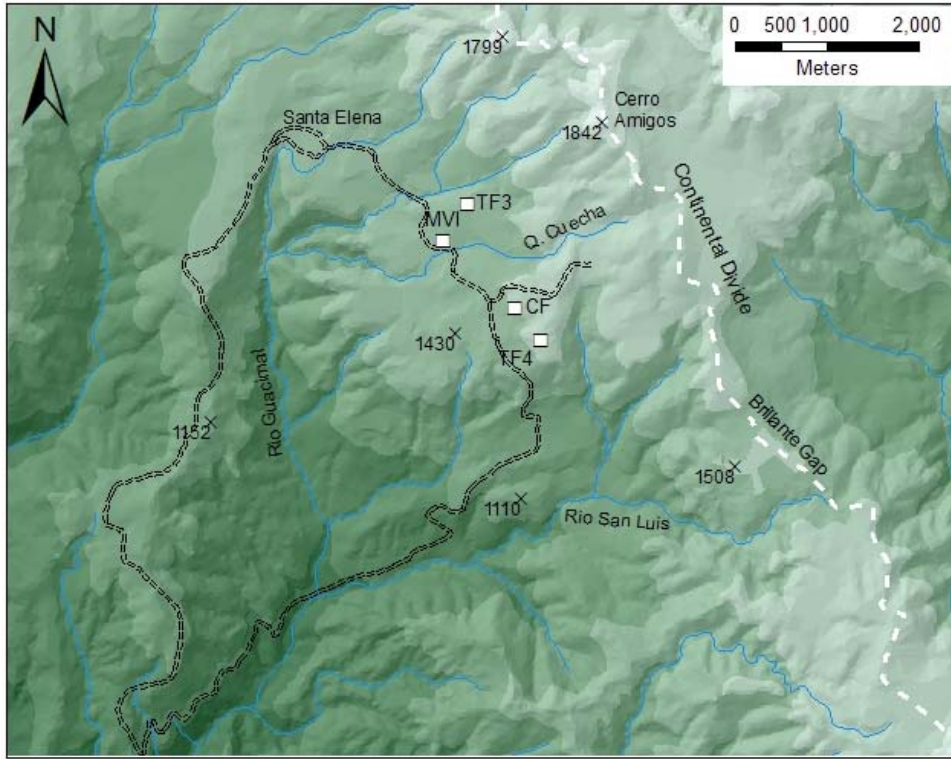 N
1799
0 500 1,000 2,000
Meters
Cerro
Amigos
1842
Santa Elena
Continental Divide
TF3
MVI
Q. Cuecha
CF
1430
TF4
Rio Guacimal
1152
Brillante Gap
1508
1110
Rio San Luis